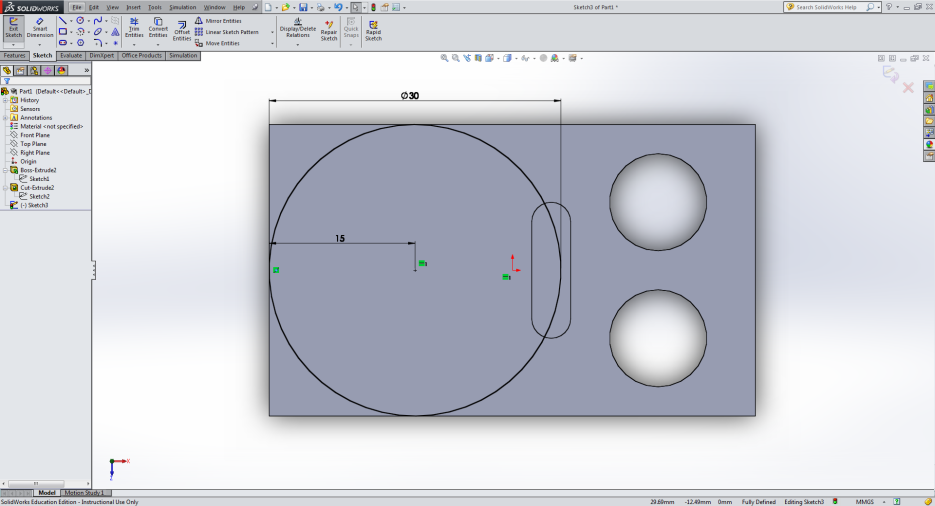 SOLIDWORKS File Edit View Insert Tools Simulation Window Help Sketch3 of Part1 * Search SolidWorks Help
Exit Sketch
Smart Dimension
Trim Entities
Convert Entities
Offset Entities
Mirror Entities
Linear Sketch Pattern
Move Entities
Display/Delete Relations
Repair Sketch
Quick Snaps
Rapid Sketch
Features Sketch Evaluate DimXpert Office Products Simulation
Part1 (Default<<Default>_D
History
Sensors
Annotations
Material <not specified>
Front Plane
Top Plane
Right Plane
Origin
Boss-Extrude2
Sketch1
Cut-Extrude2
Sketch2
(-) Sketch3
Ø30
15
X
Z
Model Motion Study 1
SolidWorks Education Edition - Instructional Use Only 29.69mm -12.49mm 0mm Fully Defined Editing Sketch3 MMGS